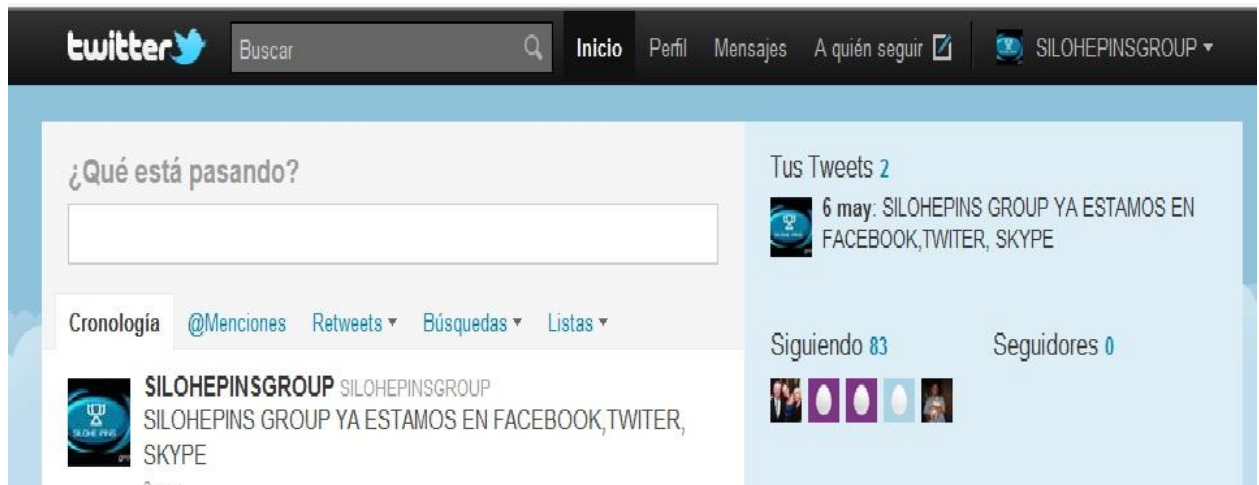 twitter
Buscar
Inicio Perfil Mensajes A quién seguir SILOHEPINSGROUP
¿Qué está pasando?
Cronología @Menciones Retweets Búsquedas Listas
SILOHEPINSGROUP SILOHEPINSGROUP
SILOHEPINS GROUP YA ESTAMOS EN FACEBOOK,TWITER,
SKYPE
Tus Tweets 2
6 may: SILOHEPINS GROUP YA ESTAMOS EN
FACEBOOK,TWITER, SKYPE
Siguiendo 83
Seguidores 0